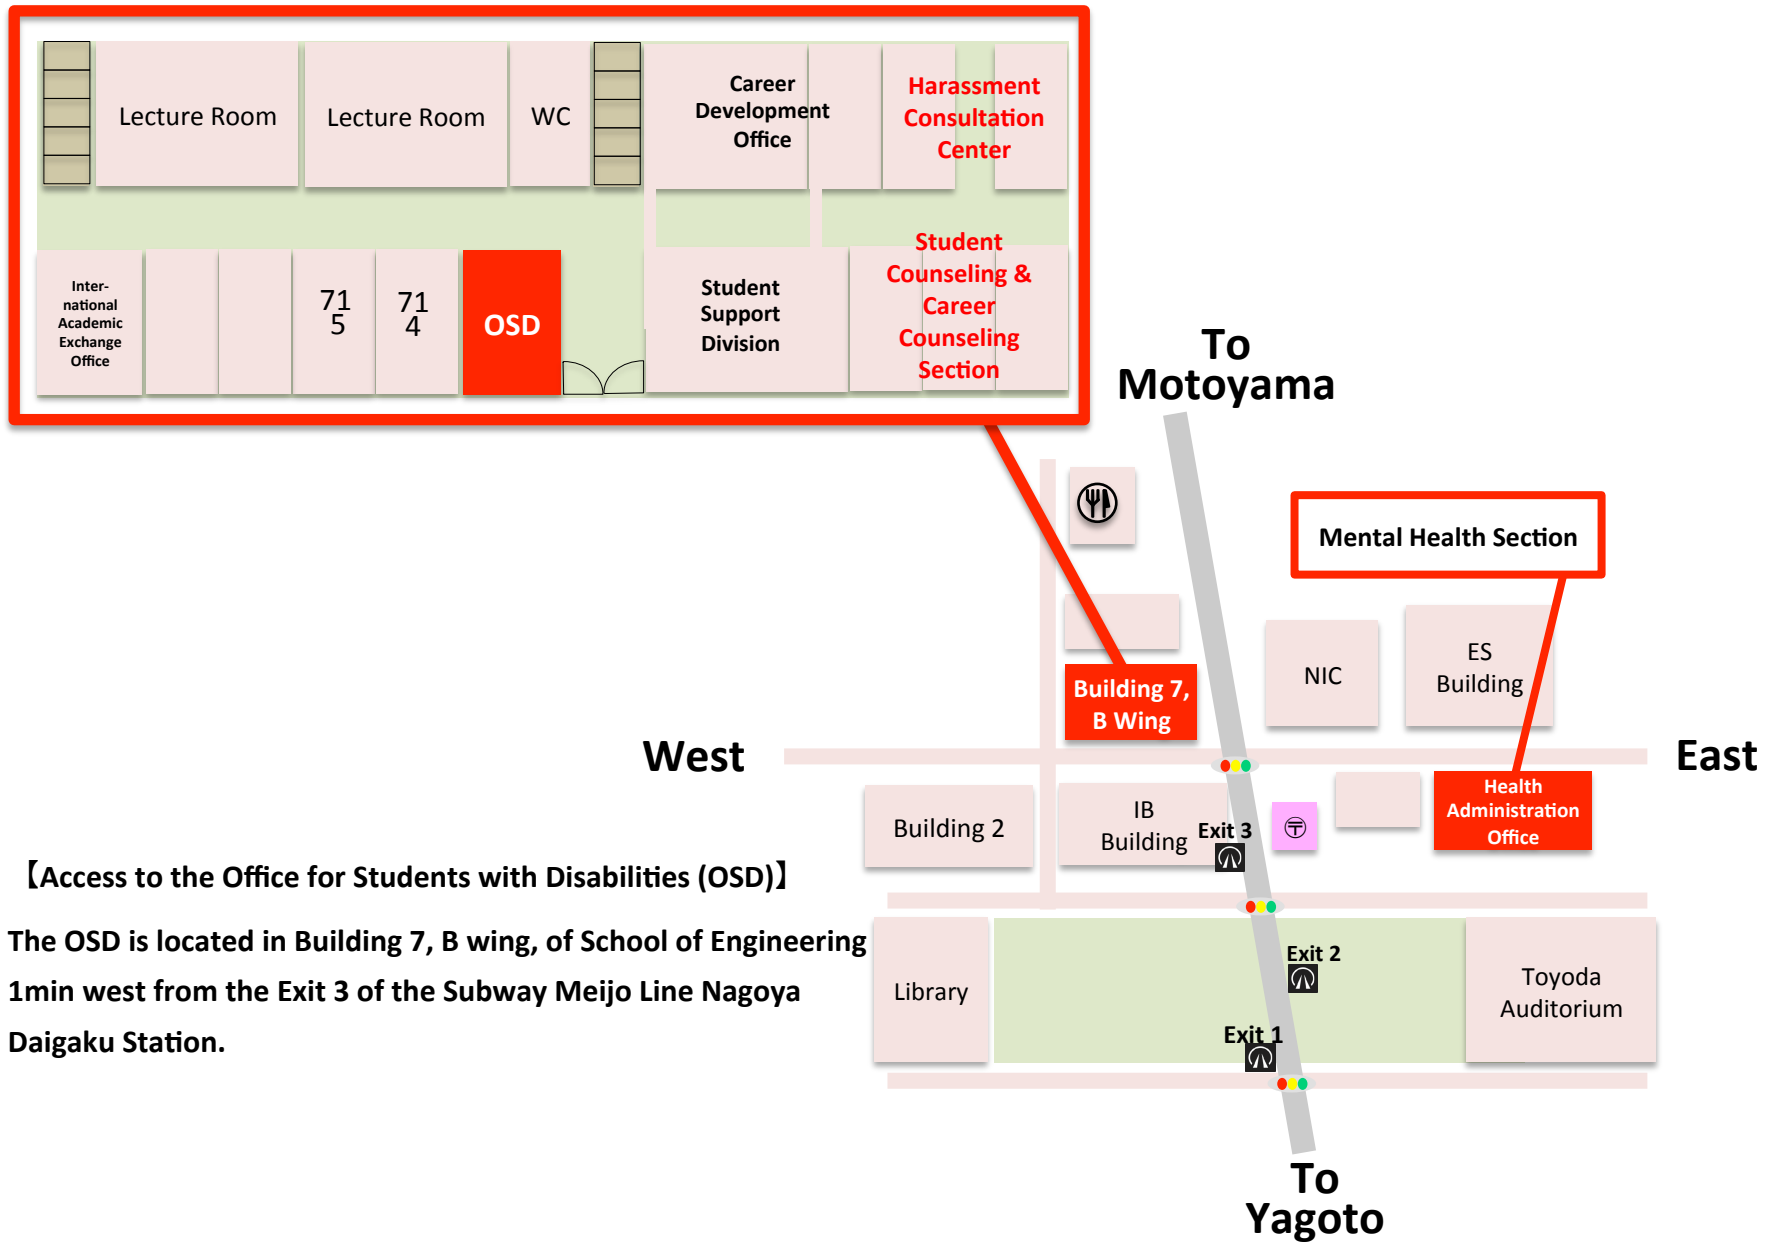 Lecture Room
Lecture Room
WC
Career
Development
Office
Harassment
Consultation
Center
Inter-
national
Academic
Exchange
Office
71
5
71
4
OSD
Student
Support
Division
Student
Counseling &
Career
Counseling
Section
To
Motoyama
Mental Health Section
Building 7,
B Wing
NIC
ES
Building
West
East
Building 2
IB
Building
Exit 3
〒
Health
Administration
Office
【Access to the Office for Students with Disabilities (OSD)】
The OSD is located in Building 7, B wing, of School of Engineering
1min west from the Exit 3 of the Subway Meijo Line Nagoya
Daigaku Station.
Library
Exit 2
Exit 1
Toyoda
Auditorium
To
Yagoto